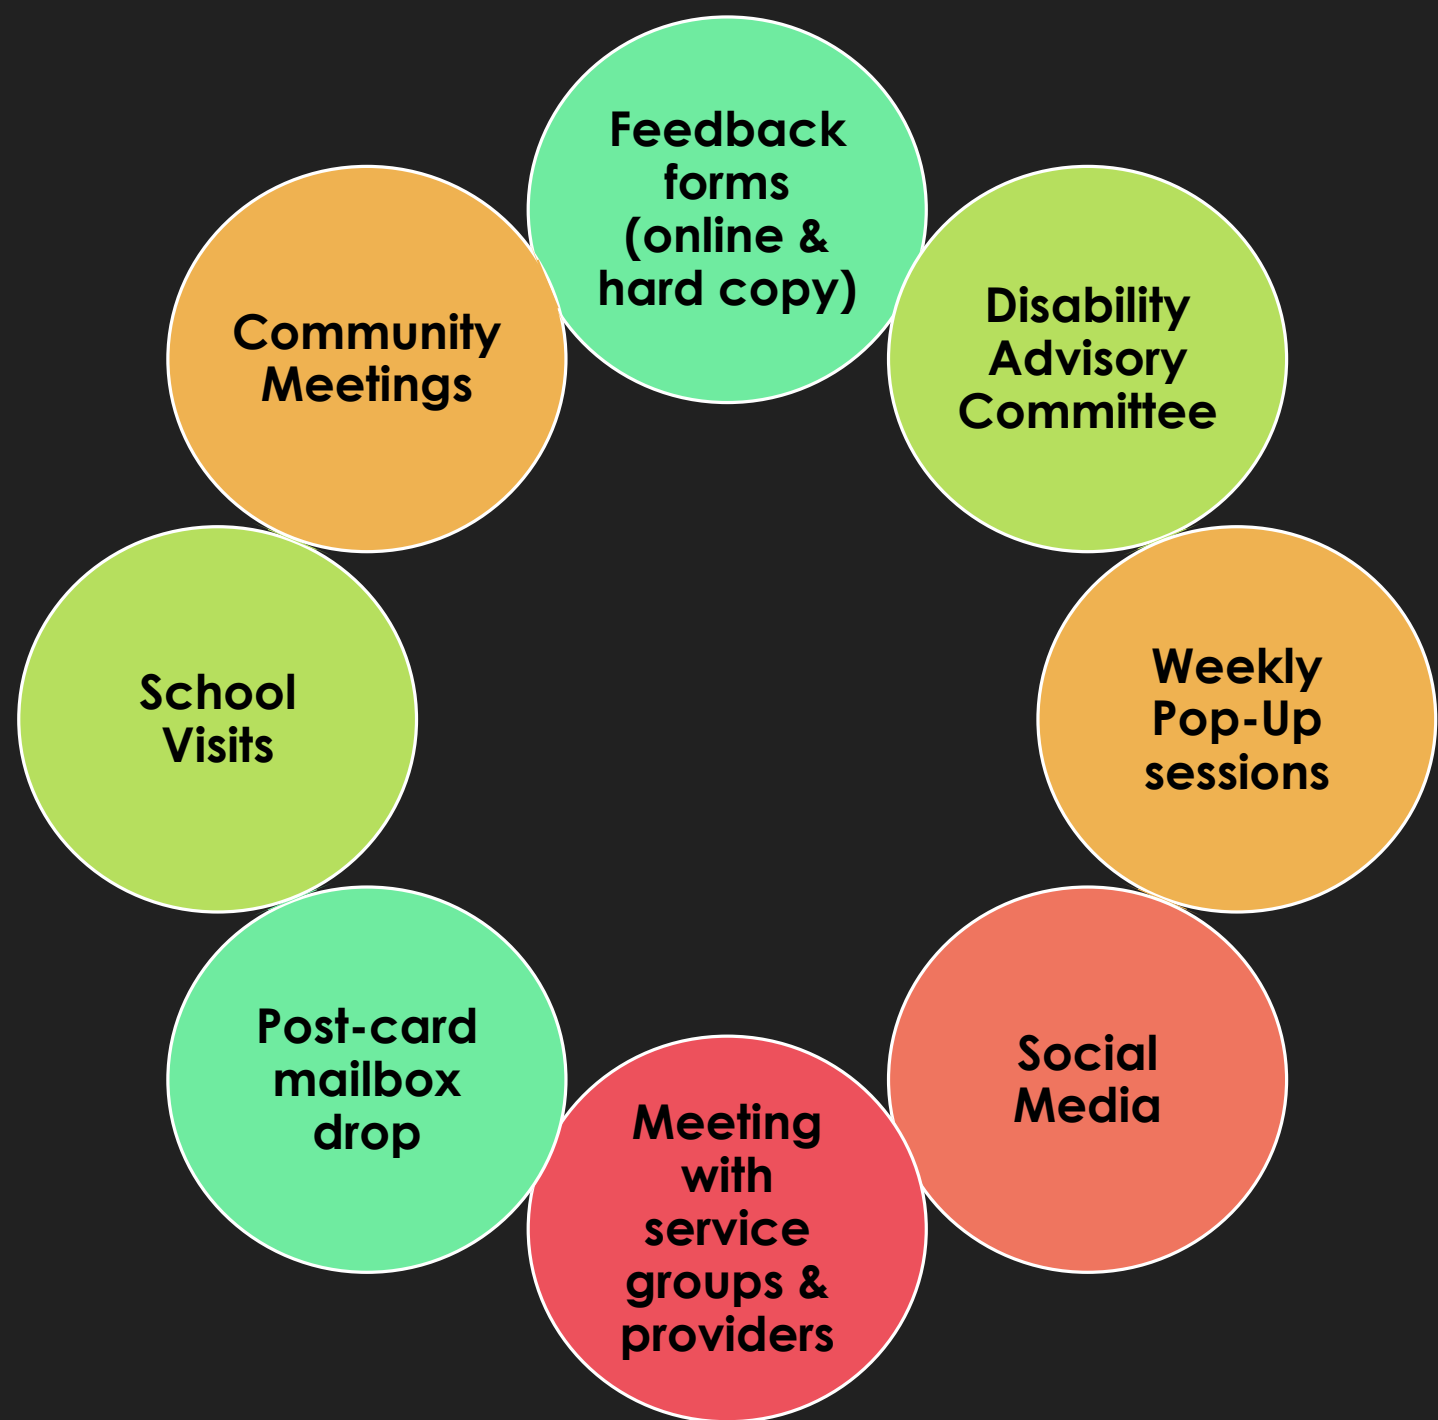 Feedback
forms
(online &
hard copy)
Disability
Advisory
Committee
Weekly
Pop-Up
sessions
Social
Media
Meeting
with
service
groups &
providers
Post-card
mailbox
drop
School
Visits
Community
Meetings